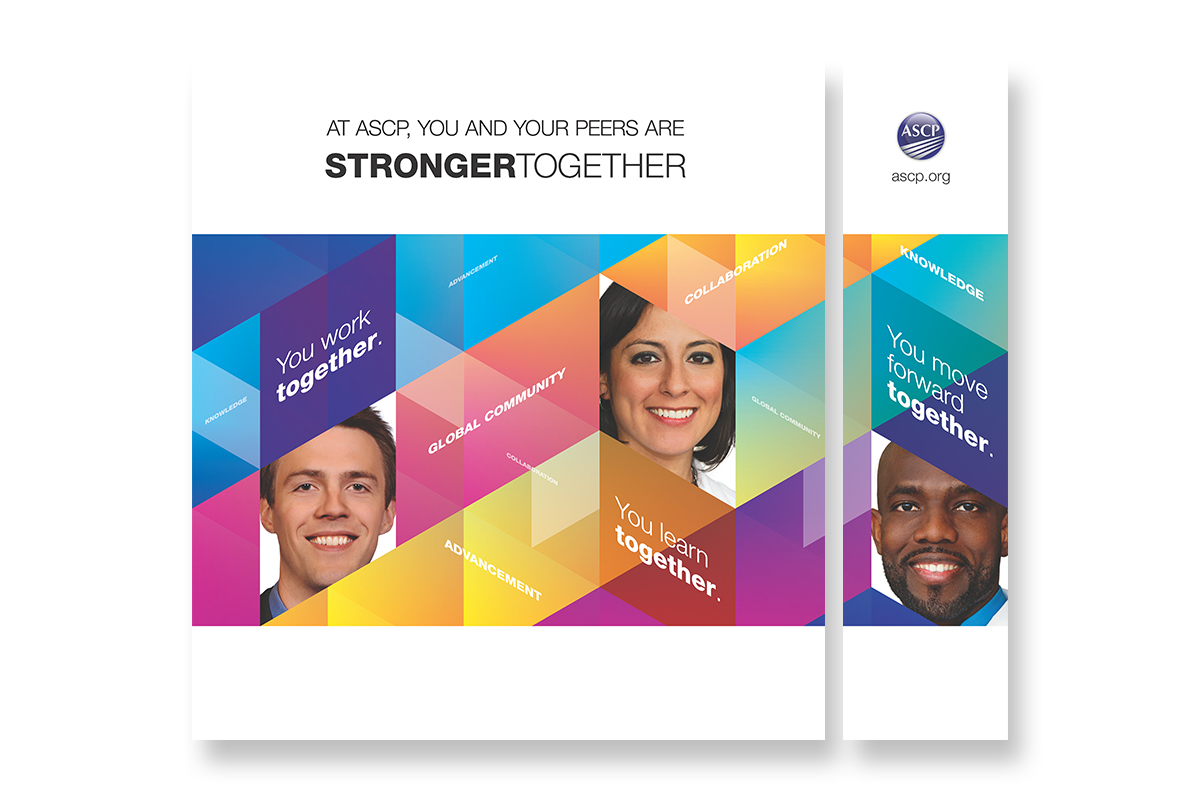 AT ASCP, YOU AND YOUR PEERS ARE
STRONGERTOGETHER
ASCP
ascp.org
ADVANCEMENT
COLLABORATION
KNOWLEDGE
You work
together.
KNOWLEDGE
GLOBAL COMMUNITY
GLOBAL COMMUNITY
You move
forward
together.
COLLABORATION
ADVANCEMENT
You learn
together.